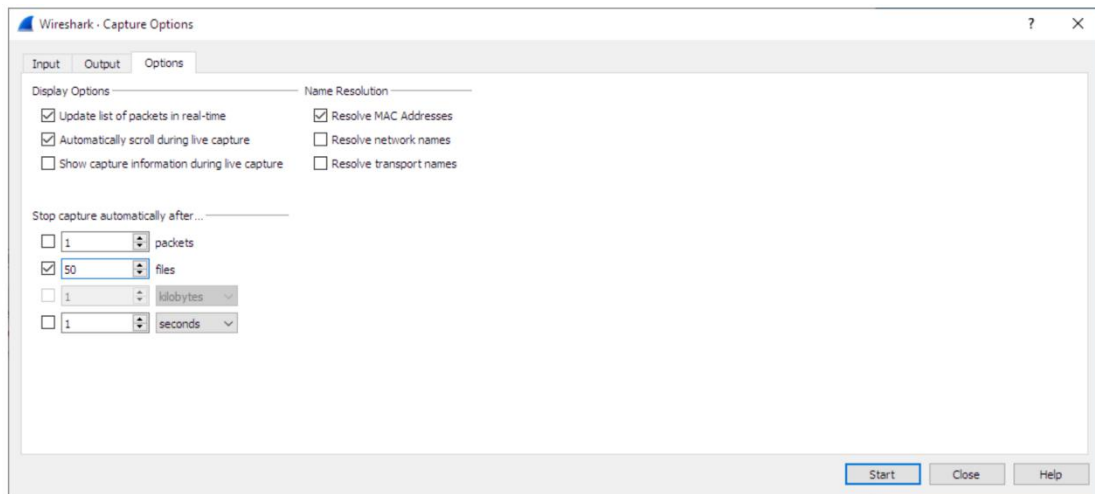 Wireshark · Capture Options
?
Input Output Options
Display Options
Update list of packets in real-time
Automatically scroll during live capture
Show capture information during live capture
Name Resolution
Resolve MAC Addresses
Resolve network names
Resolve transport names
Stop capture automatically after...
1 packets
50 files
1 kilobytes
1 seconds
Start Close Help